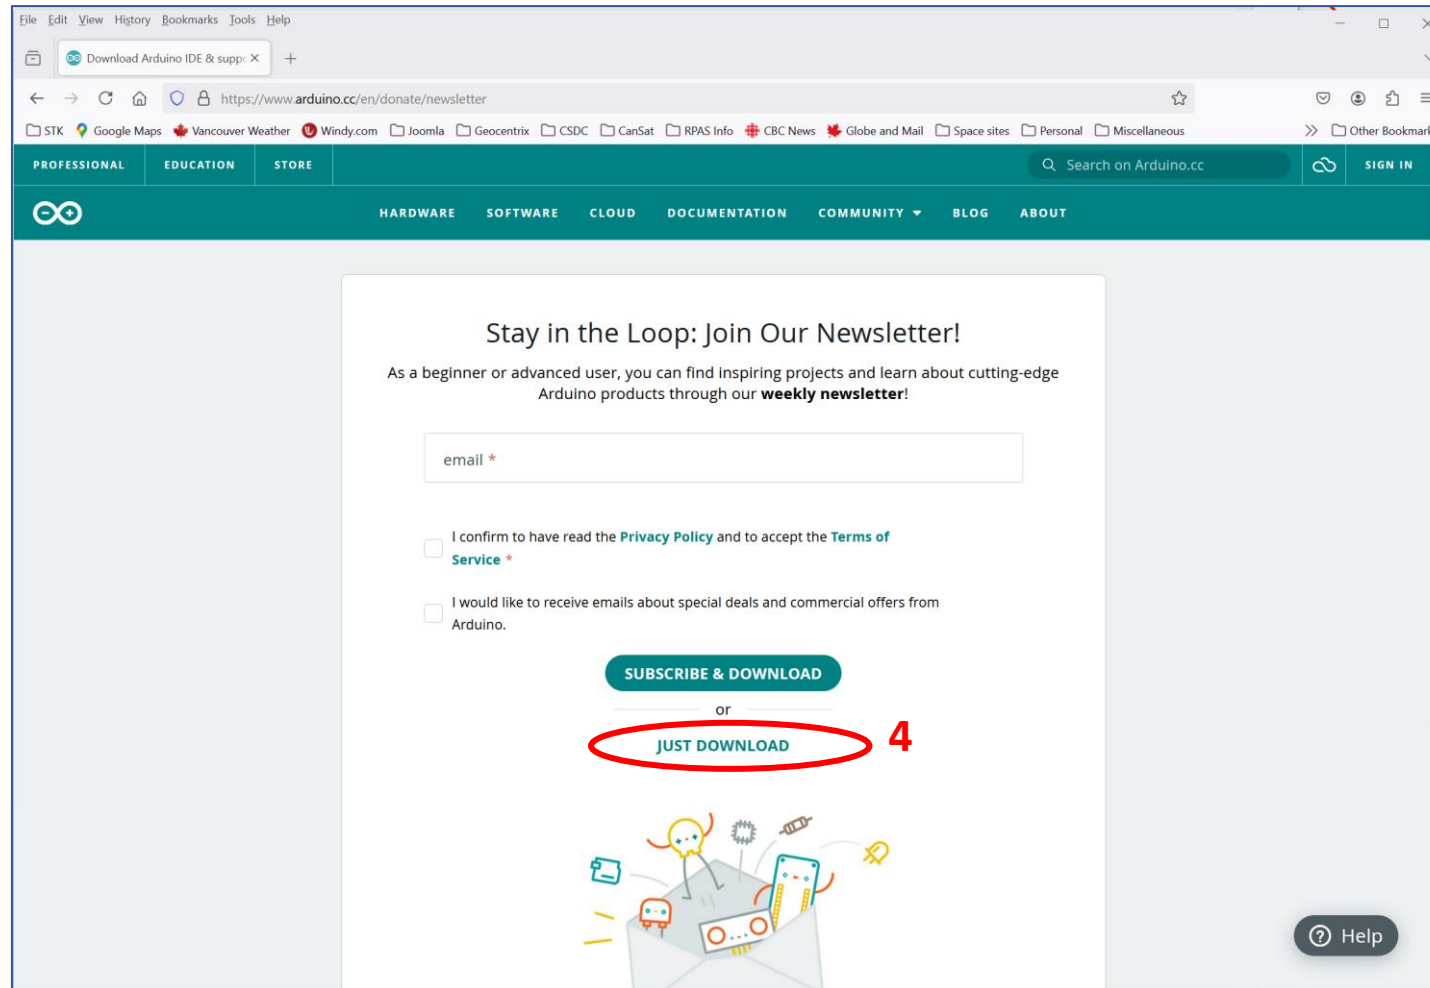 File Edit View History Bookmarks Tools Help
Download Arduino IDE & suppo
https://www.arduino.cc/en/donate/newsletter
STK Google Maps Vancouver Weather Windy.com Joomla Geocentrix CSDC CanSat RPAS Info CBC News Globe and Mail Space sites Personal Miscellaneous Other Bookmark
PROFESSIONAL EDUCATION STORE Search on Arduino.cc SIGN IN
HARDWARE SOFTWARE CLOUD DOCUMENTATION COMMUNITY BLOG ABOUT
Stay in the Loop: Join Our Newsletter!
As a beginner or advanced user, you can find inspiring projects and learn about cutting-edge
Arduino products through our weekly newsletter!
email *
I confirm to have read the Privacy Policy and to accept the Terms of
Service *
I would like to receive emails about special deals and commercial offers from
Arduino.
SUBSCRIBE & DOWNLOAD
or
JUST DOWNLOAD 4
Help